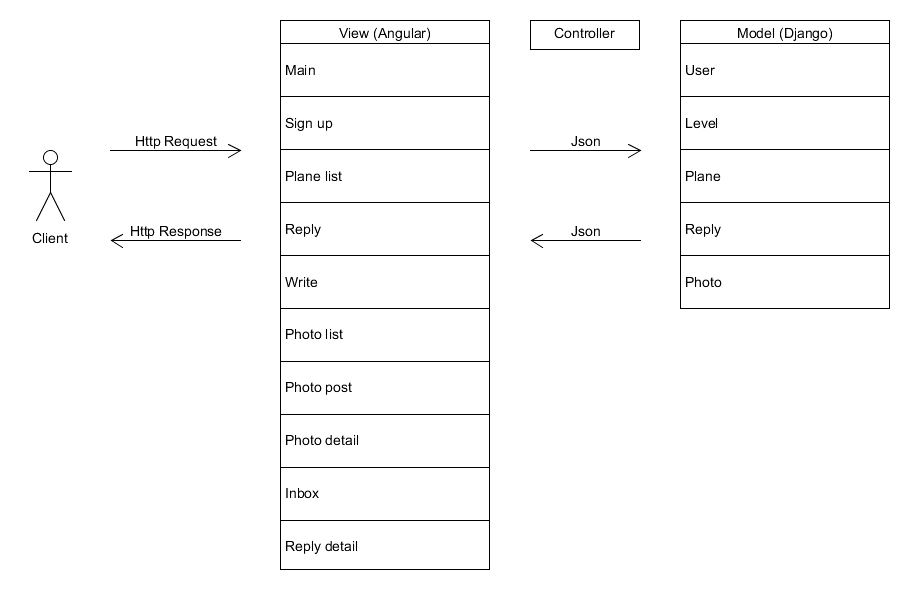 View (Angular)
Controller
Model (Django)
Main
User
Sign up
Level
Http Request
Json
Plane list
Plane
Client
Http Response
Reply
Json
Reply
Write
Photo
Photo list
Photo post
Photo detail
Inbox
Reply detail